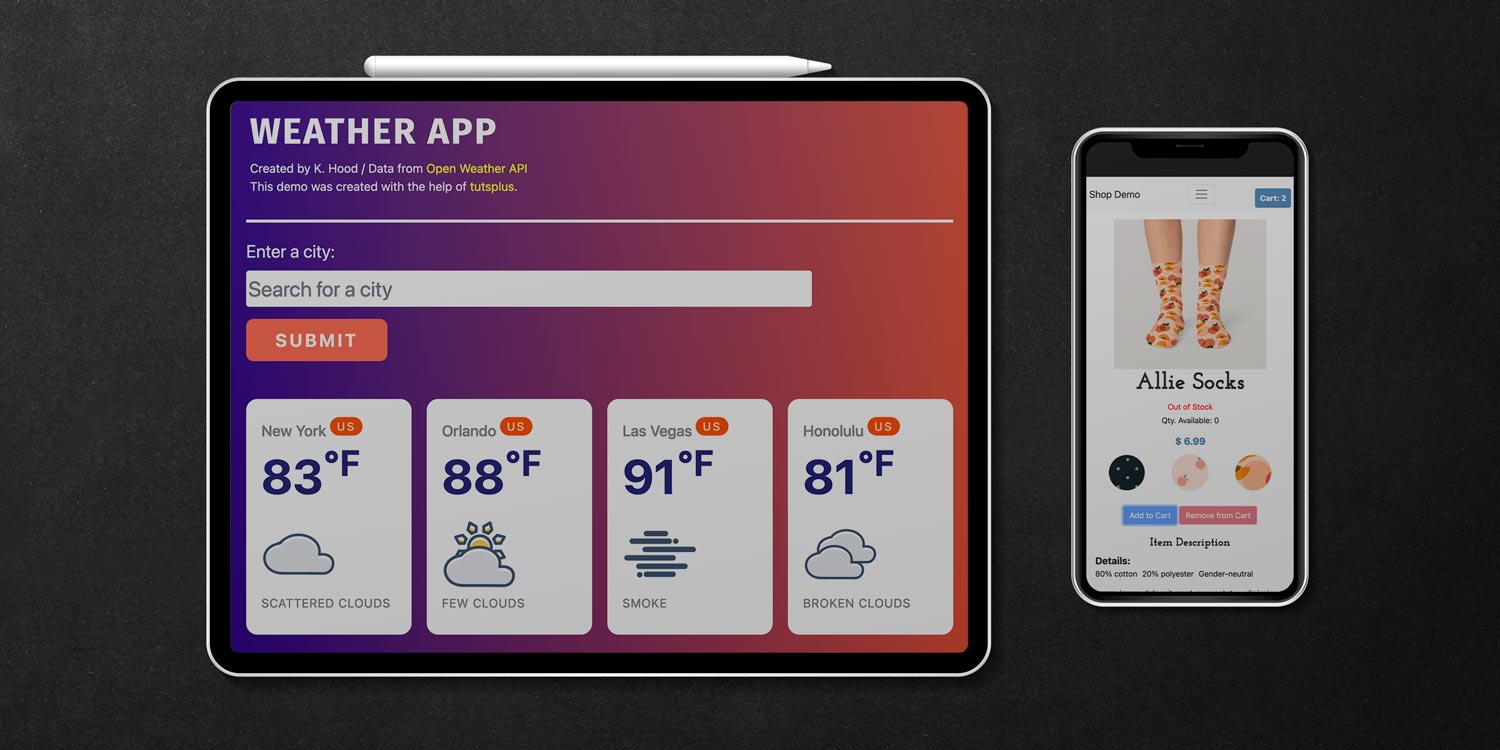 WEATHER APP
Created by K. Hood / Data from Open Weather API
This demo was created with the help of tutsplus.
Enter a city:
Search for a city
SUBMIT
New York US
83°F
SCATTERED CLOUDS
Orlando US
88°F
FEW CLOUDS
Las Vegas US
91°F
SMOKE
Honolulu US
81°F
BROKEN CLOUDS
Shop Demo
Cart: 2
Allie Socks
Out of Stock
Qty. Available: 0
$ 6.99
Add to Cart
Remove from Cart
Item Description
Details:
80% cotton 20% polyester Gender-neutral